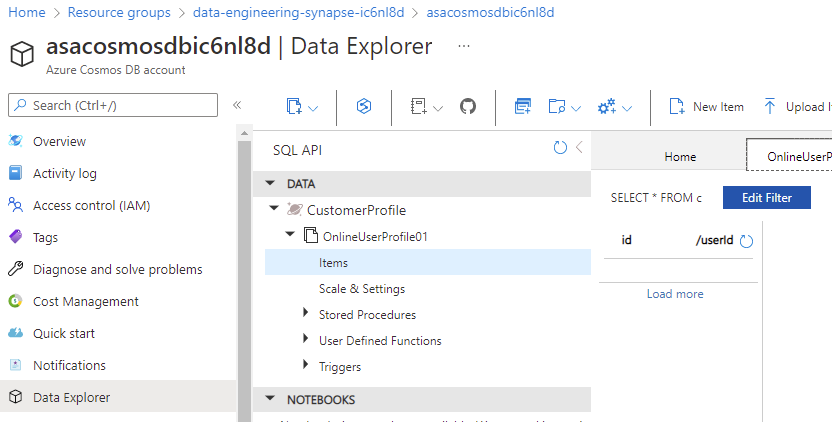 Home > Resource groups > data-engineering-synapse-ic6nl8d > asacosmosdbic6nl8d
asacosmosdbic6nl8d | Data Explorer ...
Azure Cosmos DB account
Search (Ctrl+/)
Overview
Activity log
Access control (IAM)
Tags
Diagnose and solve problems
Cost Management
Quick start
Notifications
Data Explorer
New Item
Upload
SQL API
DATA
CustomerProfile
OnlineUserProfile01
Items
Scale & Settings
Stored Procedures
User Defined Functions
Triggers
NOTEBOOKS
Home
OnlineUserP
SELECT * FROM c
Edit Filter
id
/userId
Load more